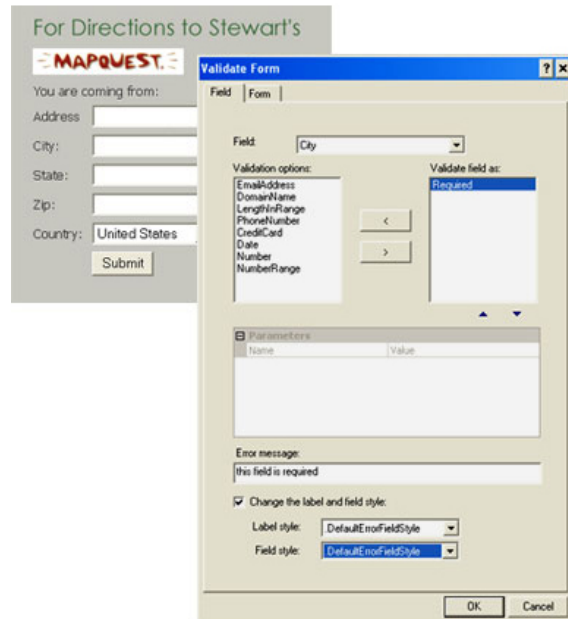 For Directions to Stewart's
MAPQUEST.
You are coming from:
Address
City:
State:
Zip:
Country: United States
Submit
Validate Form
Field Form
Field: City
Validation options: Validate field as:
EmailAddress Required
DomainName
LengthInRange
PhoneNumber
CreditCard
Date
Number
NumberRange
<
>
Parameters
Name Value
Error message:
this field is required
Change the label and field style:
Label style: .DefaultErrorFieldStyle
Field style: .DefaultErrorFieldStyle
OK Cancel